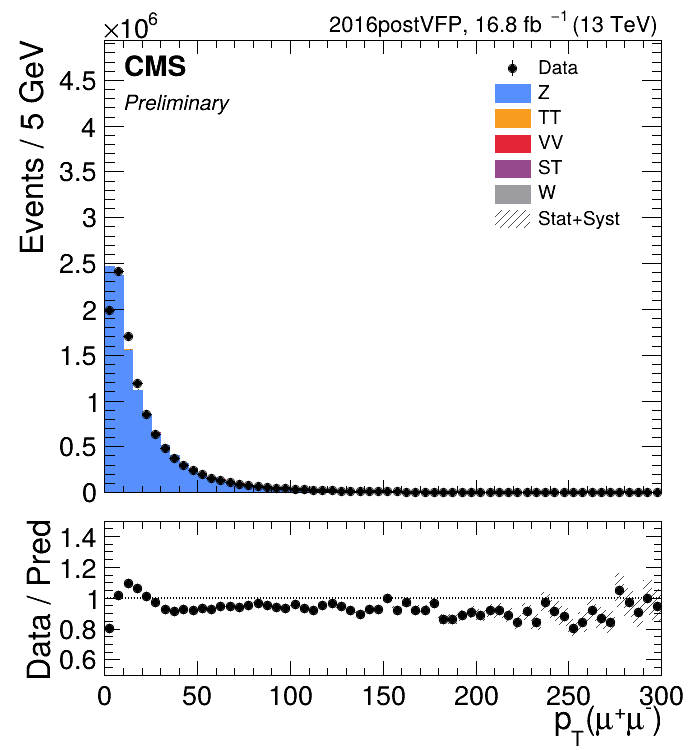 ×10⁶
2016postVFP, 16.8 fb ⁻¹ (13 TeV)
CMS
Preliminary
Data
Z
TT
VV
ST
W
Stat+Syst
Events / 5 GeV
4.5
4
3.5
3
2.5
2
1.5
1
0.5
0
Data / Pred
1.4
1.2
1
0.8
0.6
0 50 100 150 200 250 300
p_T(μ⁺μ⁻)